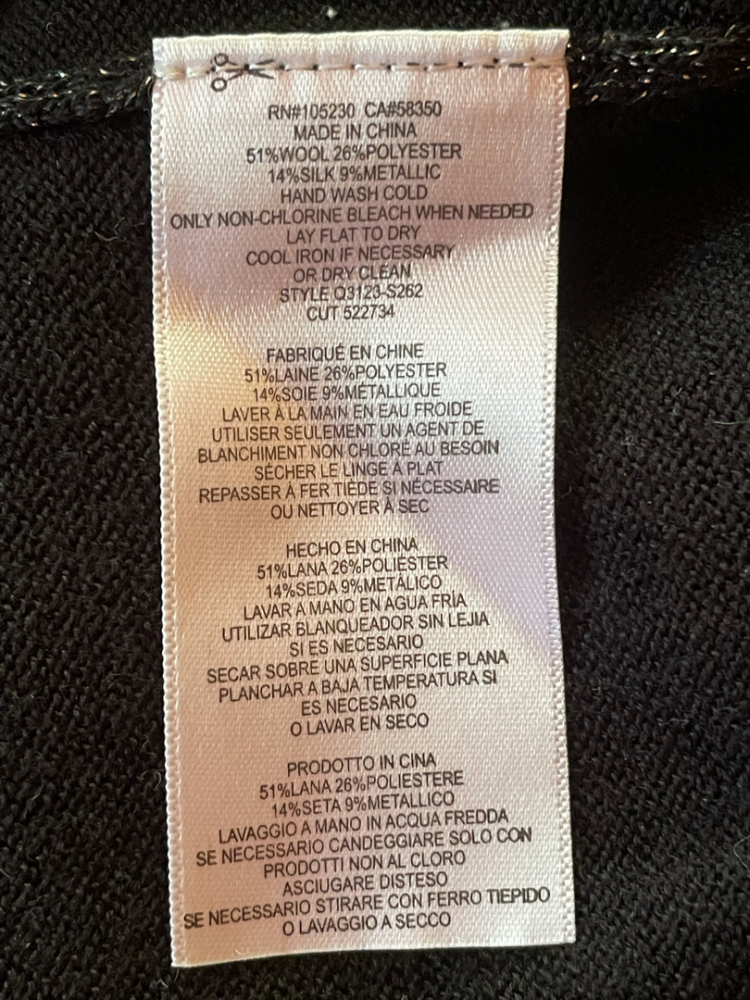 RN#105230 CA#58350
MADE IN CHINA
51%WOOL 26%POLYESTER
14%SILK 9%METALLIC
HAND WASH COLD
ONLY NON-CHLORINE BLEACH WHEN NEEDED
LAY FLAT TO DRY
COOL IRON IF NECESSARY
OR DRY CLEAN
STYLE Q3123-S262
CUT 522734
FABRIQUÉ EN CHINE
51%LAINE 26%POLYESTER
14%SOIE 9%MÉTALLIQUE
LAVER À LA MAIN EN EAU FROIDE
UTILISER SEULEMENT UN AGENT DE
BLANCHIMENT NON CHLORÉ AU BESOIN
SÉCHER LE LINGE À PLAT
REPASSER À FER TIÈDE SI NÉCESSAIRE
OU NETTOYER À SEC
HECHO EN CHINA
51%LANA 26%POLIÉSTER
14%SEDA 9%METÁLICO
LAVAR A MANO EN AGUA FRÍA
UTILIZAR BLANQUEADOR SIN LEJIA
SI ES NECESARIO
SECAR SOBRE UNA SUPERFICIE PLANA
PLANCHAR A BAJA TEMPERATURA SI
ES NECESARIO
O LAVAR EN SECO
PRODOTTO IN CINA
51%LANA 26%POLIESTERE
14%SETA 9%METALLICO
LAVAGGIO A MANO IN ACQUA FREDDA
SE NECESSARIO CANDEGGIARE SOLO CON
PRODOTTI NON AL CLORO
ASCIUGARE DISTESO
SE NECESSARIO STIRARE CON FERRO TIEPIDO
O LAVAGGIO A SECCO